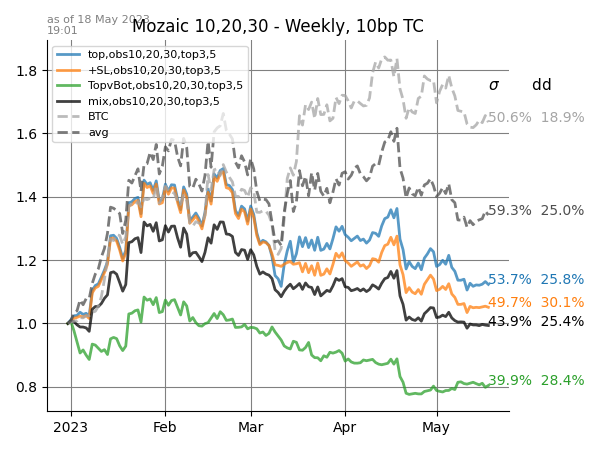 as of 18 May 2023
19:01
Mozaic 10,20,30 - Weekly, 10bp TC
top,obs10,20,30,top3,5
+SL,obs10,20,30,top3,5
TopvBot,obs10,20,30,top3,5
mix,obs10,20,30,top3,5
BTC
avg
σ dd
50.6% 18.9%
59.3% 25.0%
53.7% 25.8%
49.7% 30.1%
43.9% 25.4%
39.9% 28.4%
1.8
1.6
1.4
1.2
1.0
0.8
2023 Feb Mar Apr May